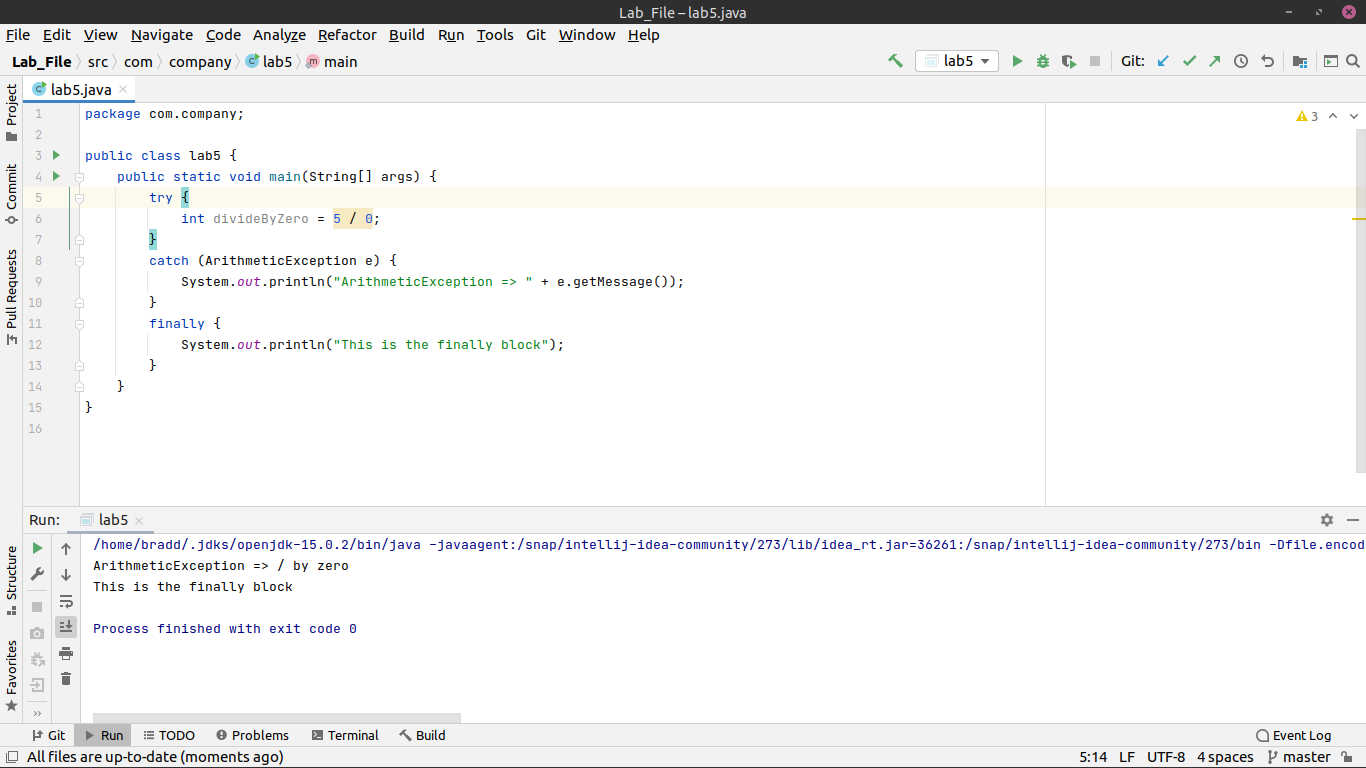 Lab_File – lab5.java
File Edit View Navigate Code Analyze Refactor Build Run Tools Git Window Help
Lab_File src com company lab5 main lab5 Git:
lab5.java
Project
Commit
Pull Requests
Structure
Favorites
3
1 package com.company;
2
3 public class lab5 {
4     public static void main(String[] args) {
5         try {
6             int divideByZero = 5 / 0;
7         }
8         catch (ArithmeticException e) {
9             System.out.println("ArithmeticException => " + e.getMessage());
10         }
11         finally {
12             System.out.println("This is the finally block");
13         }
14     }
15 }
16
Run: lab5
/home/bradd/.jdks/openjdk-15.0.2/bin/java -javaagent:/snap/intellij-idea-community/273/lib/idea_rt.jar=36261:/snap/intellij-idea-community/273/bin -Dfile.encod
ArithmeticException => / by zero
This is the finally block
Process finished with exit code 0
Git Run TODO Problems Terminal Build Event Log
All files are up-to-date (moments ago) 5:14 LF UTF-8 4 spaces master